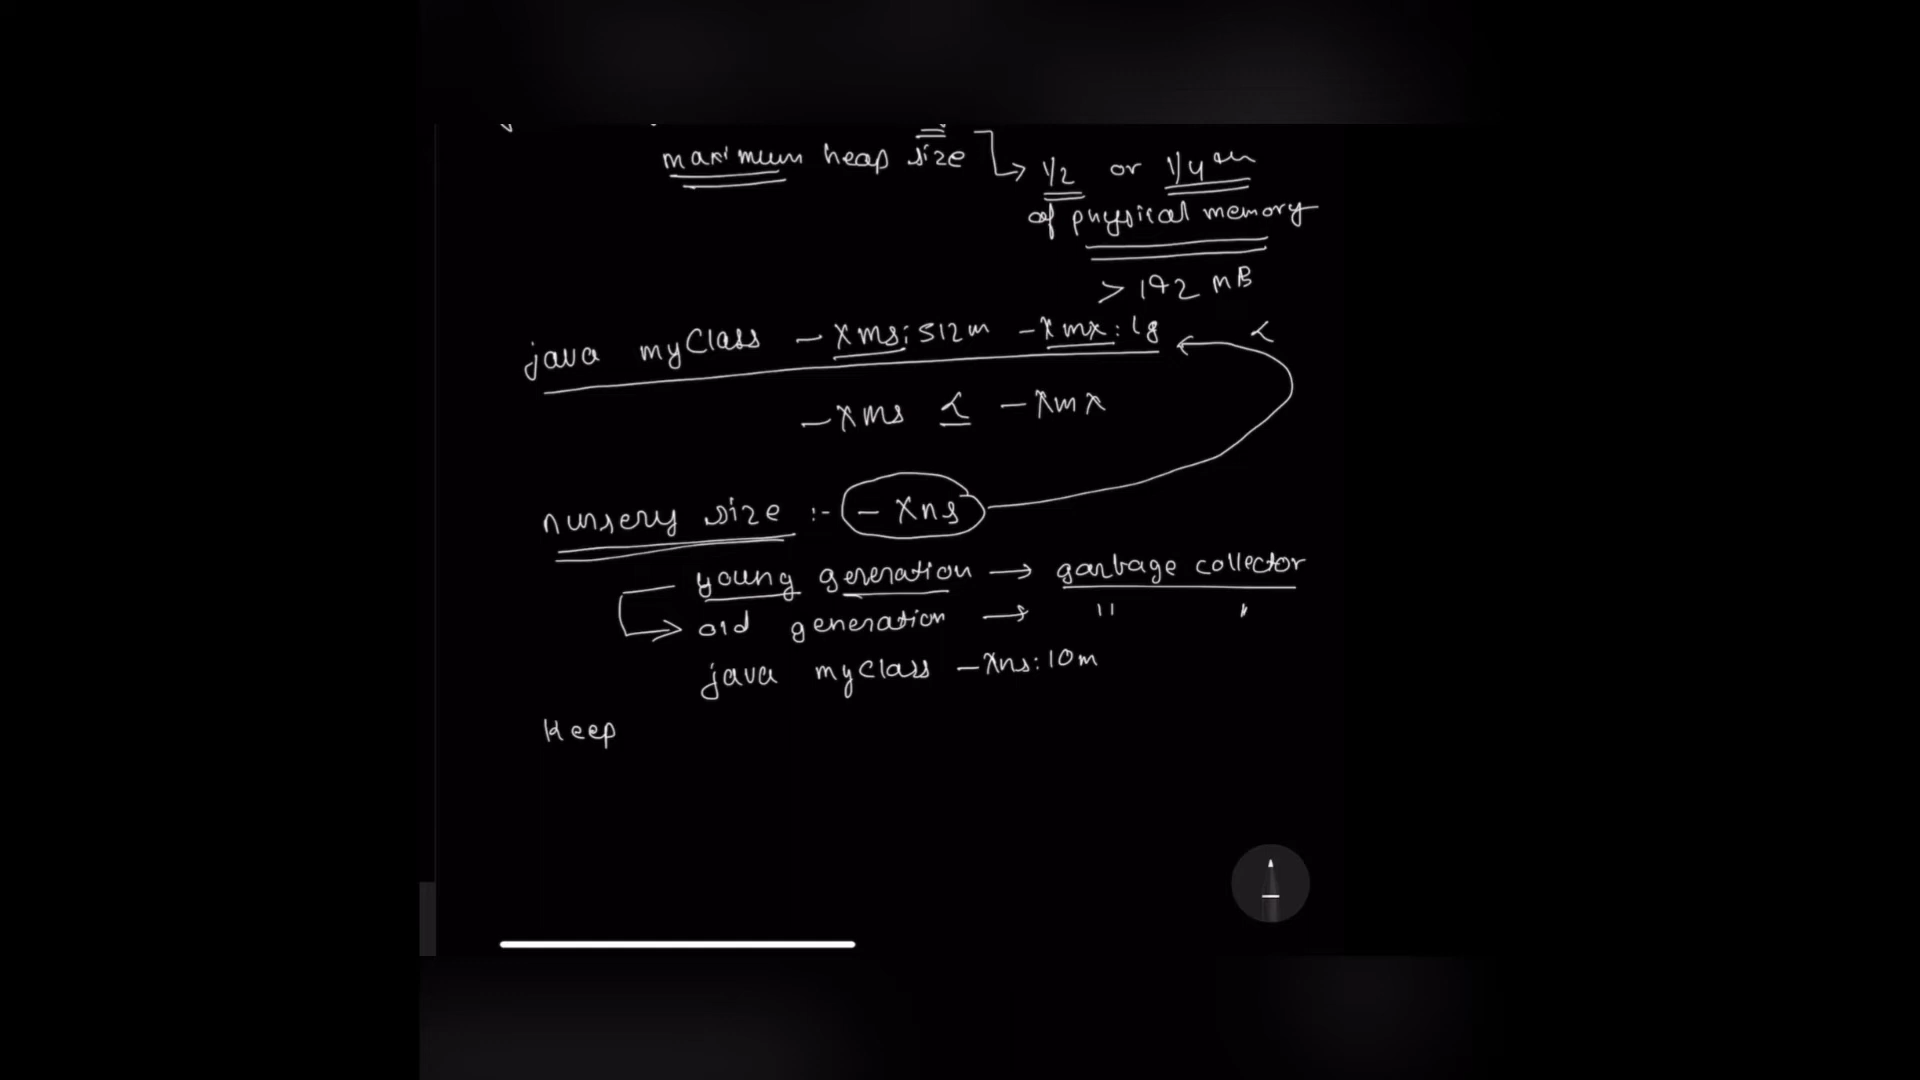 maximum heap size → 1/2 or 1/4th
of physical memory
> 192 MB
java myClass -Xms:512m -Xmx:1g <
-Xms < -Xmx
nursery size :- -Xns
young generation → garbage collector
old generation → " "
java myClass -Xns:10m
Keep